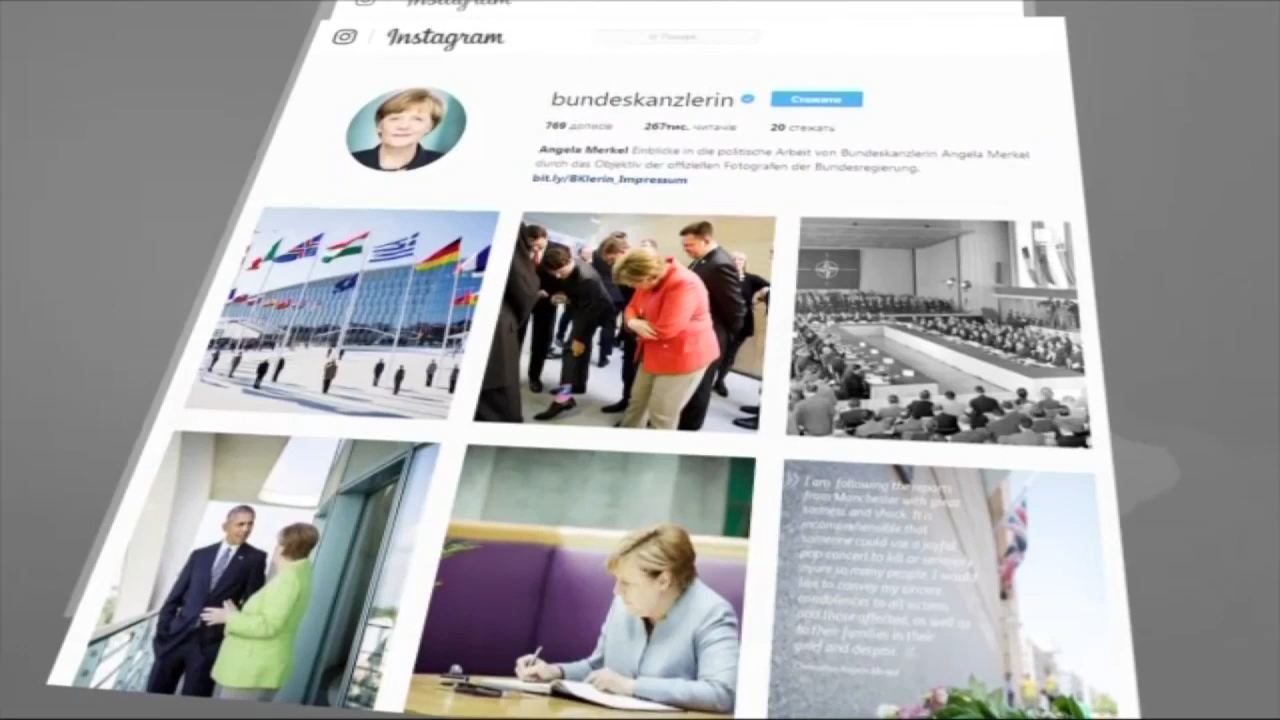 Instagram
Instagram
Пошук
bundeskanzlerin
Стежити
769 дописів 267тис. читачів 20 стежать
Angela Merkel Einblicke in die politische Arbeit von Bundeskanzlerin Angela Merkel
durch das Objektiv der offiziellen Fotografen der Bundesregierung.
bit.ly/BKlerin_Impressum
I am following the reports
from Manchester with great
sadness and shock. It is
incomprehensible that
someone could use a joyful
pop concert to kill or seriously
injure so many people. I would
like to convey my sincere
condolences to all victims
and those affected, as well as
to their families in their
grief and despair.